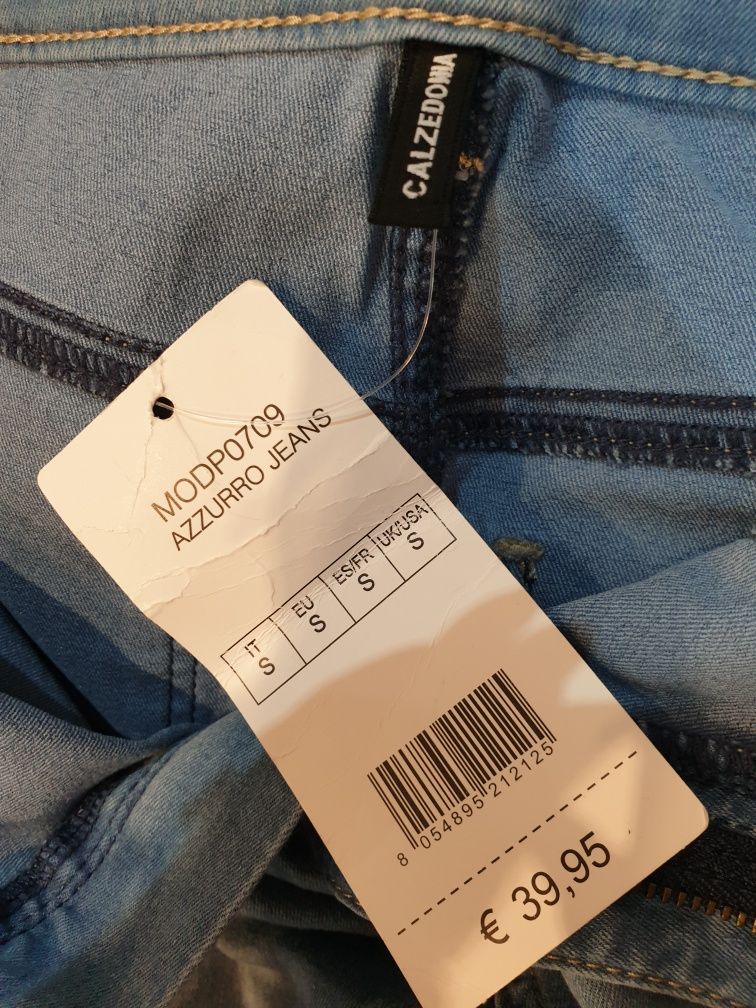 CALZEDONIA
MODP0709
AZZURRO JEANS
IT EU ES/FR UK/USA
S S S S
8 054895 212125
€ 39,95